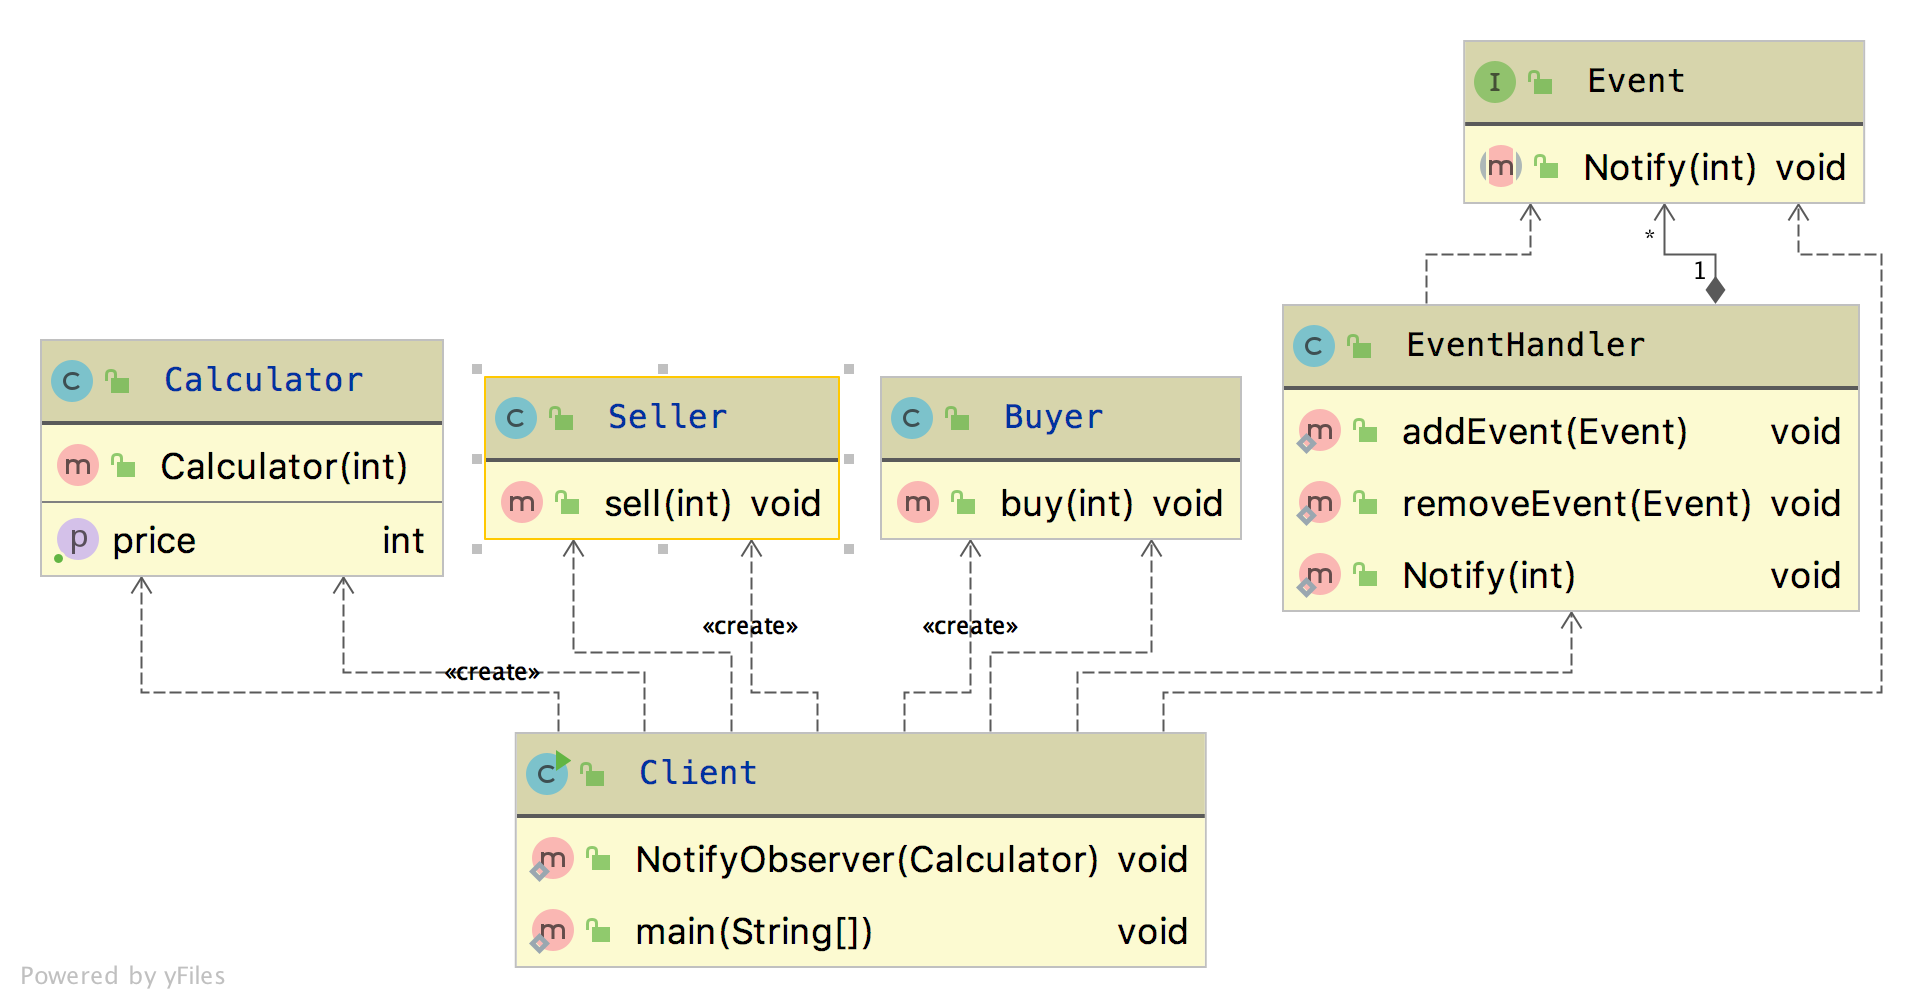 I Event
m Notify(int) void
*
1
C EventHandler
m addEvent(Event) void
m removeEvent(Event) void
m Notify(int) void
C Calculator
m Calculator(int)
p price int
C Seller
m sell(int) void
C Buyer
m buy(int) void
«create»
«create»
«create»
C Client
m NotifyObserver(Calculator) void
m main(String[]) void
Powered by yFiles